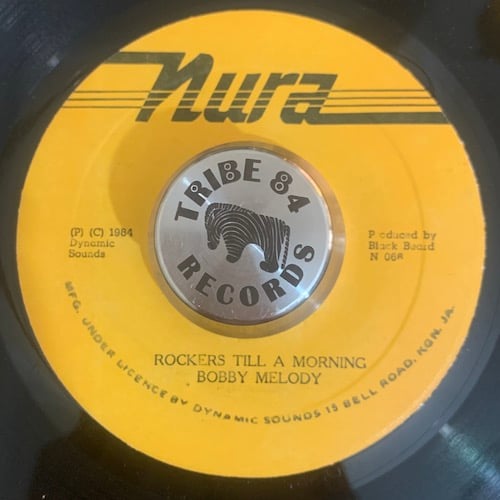 Nura
TRIBE 84
RECORDS
(P) (C) 1984
Dynamic
Sounds
Produced by
Black Beard
N 068
ROCKERS TILL A MORNING
BOBBY MELODY
MFG. UNDER LICENCE BY DYNAMIC SOUNDS 15 BELL ROAD, KGN. JA.